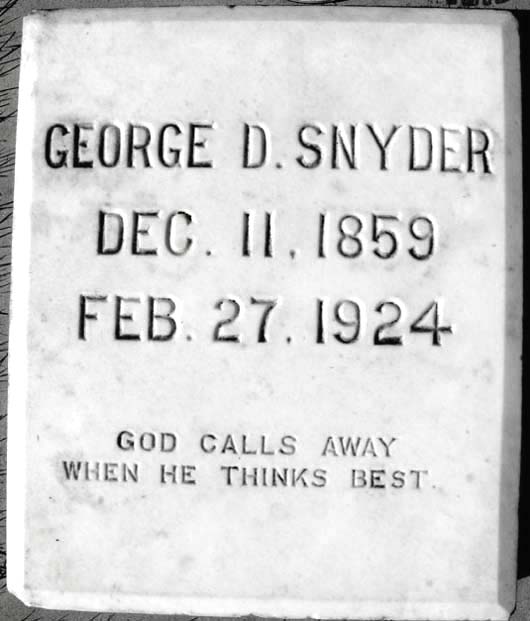 GEORGE D. SNYDER
DEC. 11, 1859
FEB. 27. 1924
GOD CALLS AWAY
WHEN HE THINKS BEST.